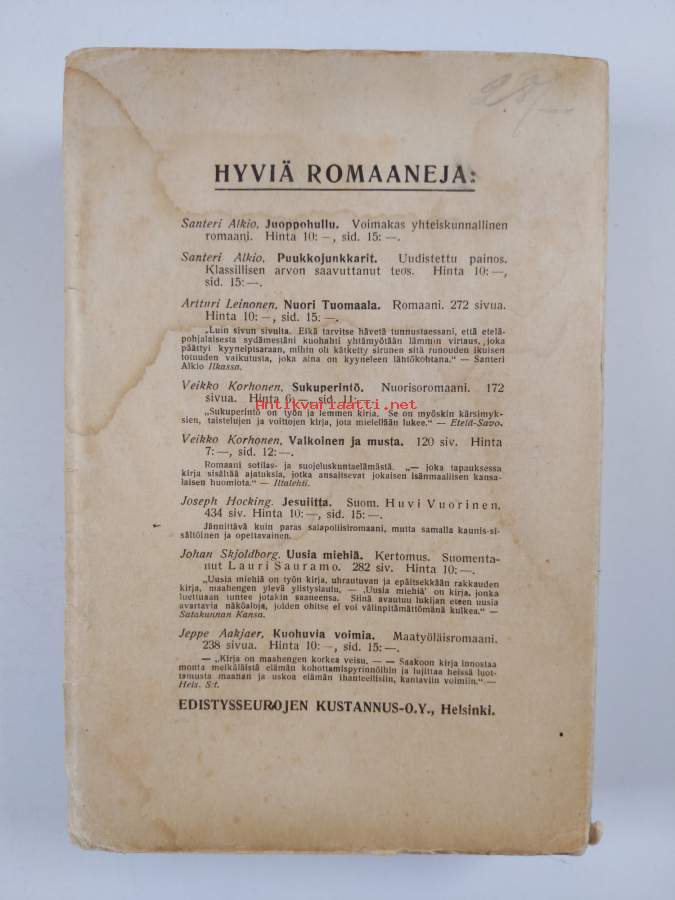 28/—
HYVIÄ ROMAANEJA:
Santeri Alkio, Juoppohullu. Voimakas yhteiskunnallinen
romaani. Hinta 10: —, sid. 15: —.
Santeri Alkio, Puukkojunkkarit. Uudistettu painos.
Klassillisen arvon saavuttanut teos. Hinta 10: —,
sid. 15: —.
Artturi Leinonen, Nuori Tuomaala. Romaani. 272 sivua.
Hinta 10: —, sid. 15: —.
„Luin sivun sivulta. Eikä tarvitse hävetä tunnustaessani, että etelä-
pohjalaisesta sydämestäni kuohahti yhtämyötään lämmin virtaus, joka
päättyi kyynelpisaraan, mihin oli kätketty sirunen sitä runouden ikuisen
totuuden vaikutusta, joka aina on kyyneleen lähtökohtana.“ — Santeri
Alkio Ilkassa.
Veikko Korhonen, Sukuperintö. Nuorisoromaani. 172
sivua. Hinta 6: —, sid. 11: —.
Antikvariaatti.net
„Sukuperintö on työn ja lemmen kirja. Se on myöskin kärsimyk-
sien, taistelujen ja voittojen kirja, jota mielellään lukee.“ — Etelä-Savo.
Veikko Korhonen, Valkoinen ja musta. 120 siv. Hinta
7: —, sid. 12: —.
Romaani sotilas- ja suojeluskuntaelämästä. „— joka tapauksessa
kirja sisältää ajatuksia, jotka ansaitsevat jokaisen isänmaallisen kansa-
laisen huomiota.“ — Iltalehti.
Joseph Hocking, Jesuiitta. Suom. Huvi Vuorinen.
434 siv. Hinta 10: —, sid. 15: —.
Jännittävä kuin paras salapoliisiromaani, mutta samalla kaunis-si-
sältöinen ja opettavainen.
Johan Skjoldborg, Uusia miehiä. Kertomus. Suomenta-
nut Lauri Sauramo. 282 siv. Hinta 10: —.
„Uusia miehiä on työn kirja, uhrautuvan ja epäitsekkään rakkauden
kirja, maahengen ylevä ylistyslaulu, — ‚Uusia miehiä‘ on kirja, jonka
luettuaan tuntee jotakin saaneensa. Siinä avautuu lukijan eteen uusia
avartavia näköaloja, joiden ohitse ei voi välinpitämättömänä kulkea.“ —
Satakunnan Kansa.
Jeppe Aakjaer, Kuohuvia voimia. Maatyöläisromaani.
238 sivua. Hinta 10: —, sid. 15: —.
— „Kirja on maahengen korkea veisu, — — Saakoon kirja innostaa
monta meikäläistä elämän kohottamispyrinnöihin ja lujittaa heissä luot-
tamusta maahan ja uskoa elämän ihanteellisiin, kantaviin voimiin.“ —
Hels. S:t.
EDISTYSSEUROJEN KUSTANNUS-O.Y., Helsinki.